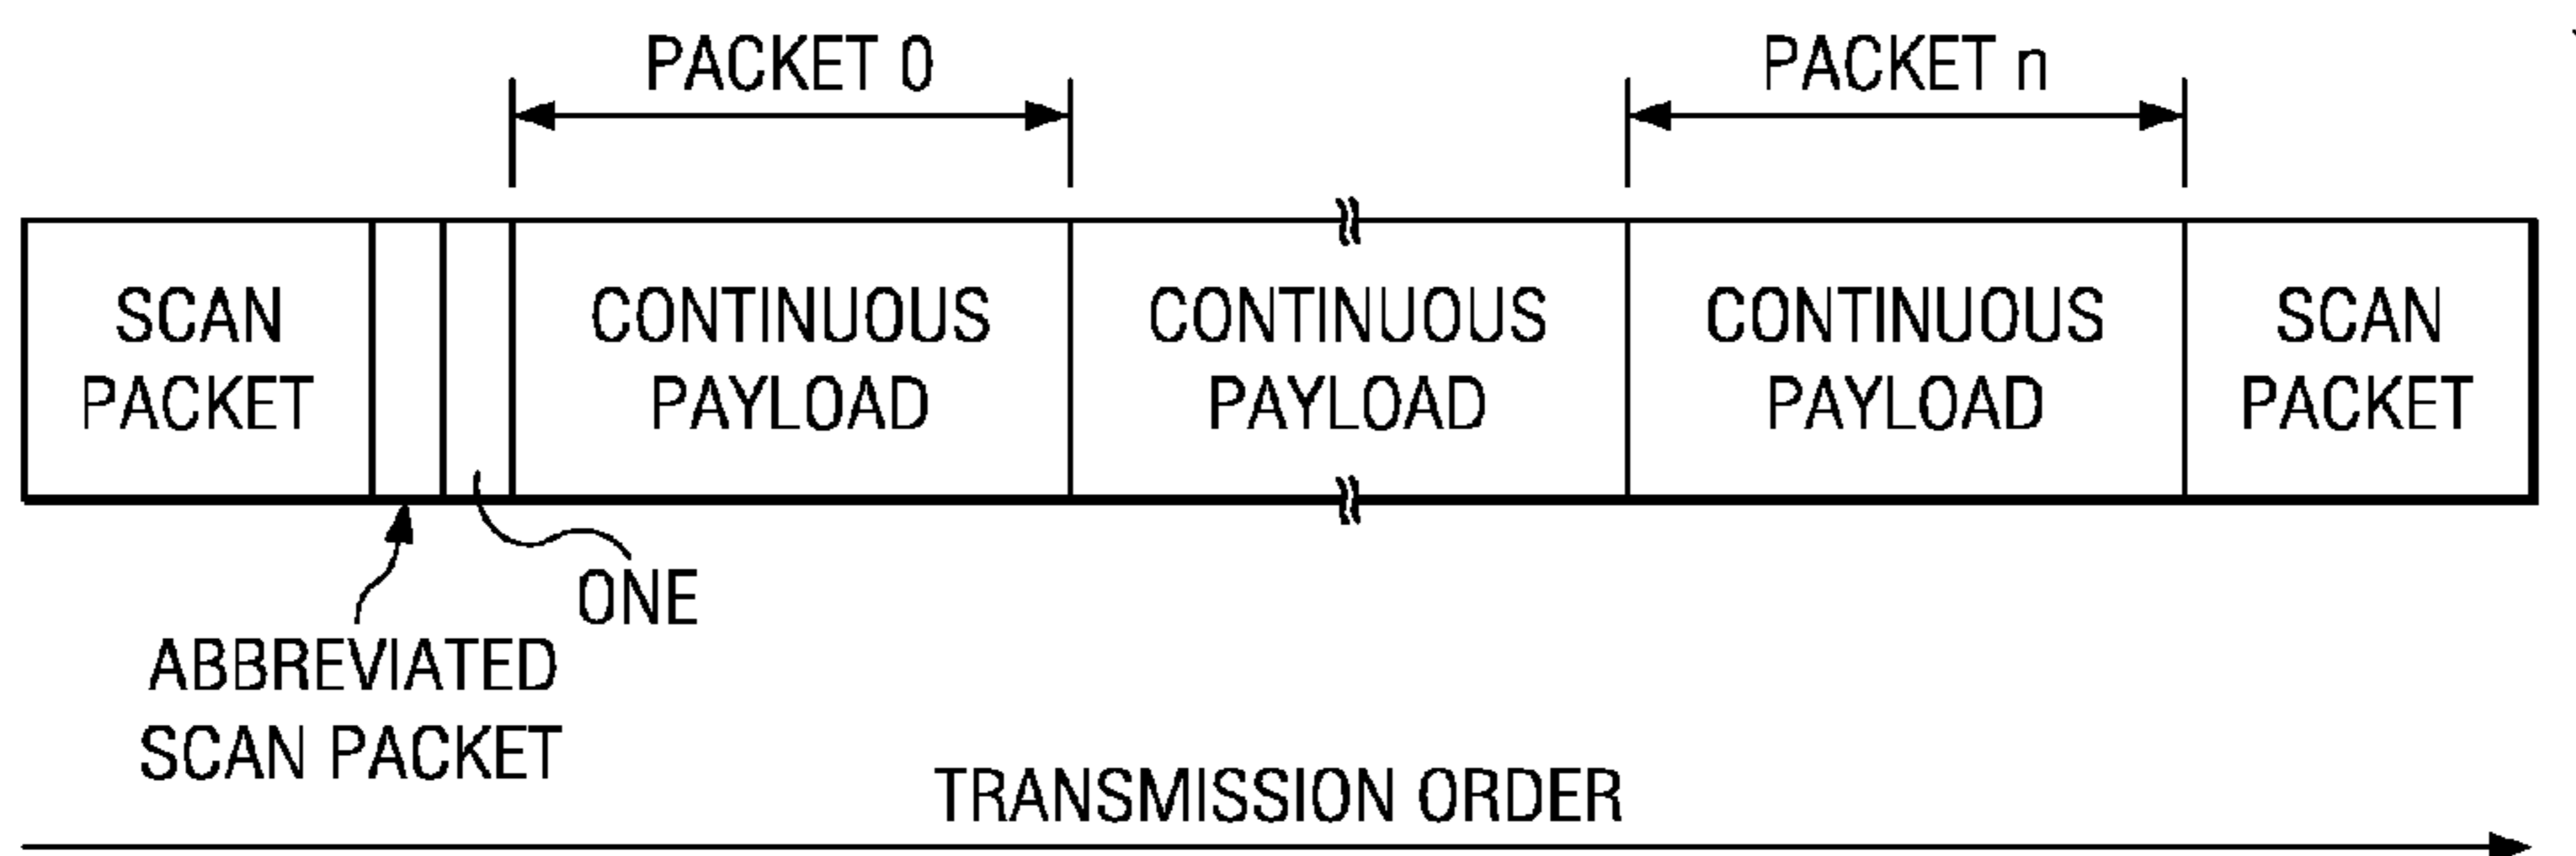 PACKET 0
PACKET n
SCAN
PACKET
CONTINUOUS
PAYLOAD
CONTINUOUS
PAYLOAD
CONTINUOUS
PAYLOAD
SCAN
PACKET
ONE
ABBREVIATED
SCAN PACKET
TRANSMISSION ORDER